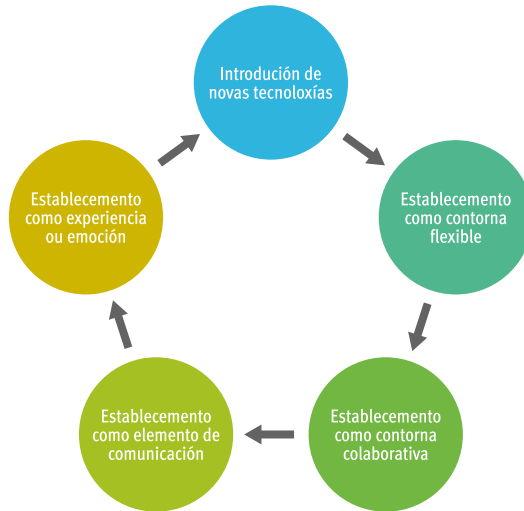 Introdución de
novas tecnoloxías
Establecemento
como contorna
flexible
Establecemento
como contorna
colaborativa
Establecemento
como elemento de
comunicación
Establecemento
como experiencia
ou emoción